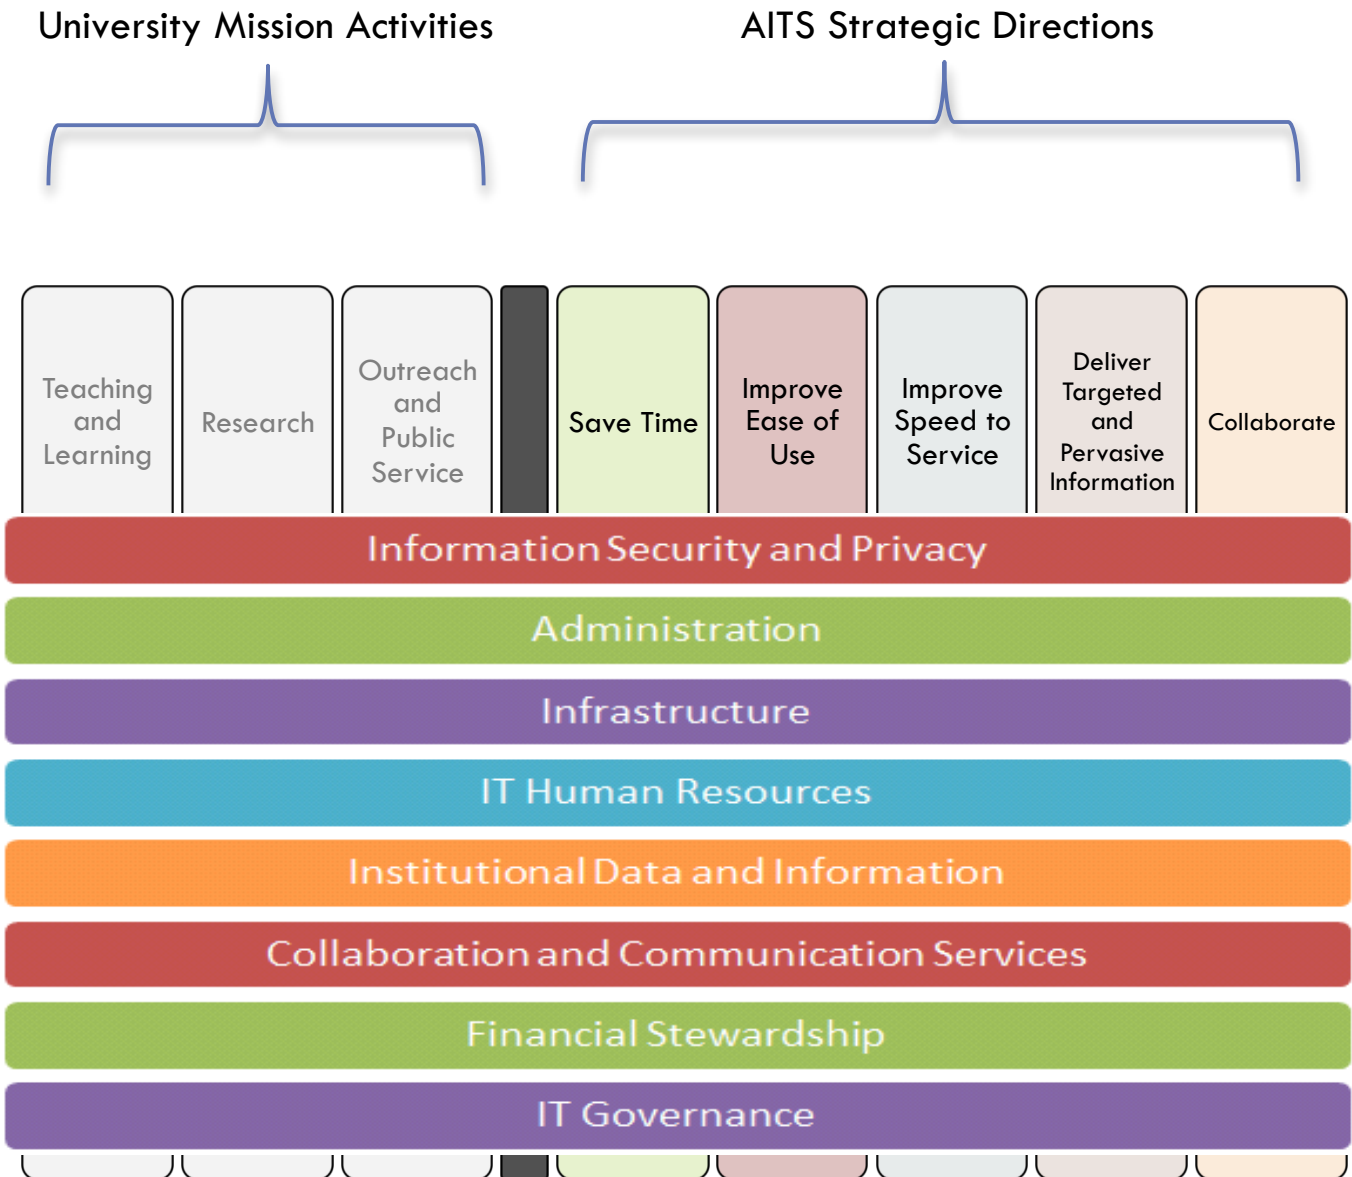 University Mission Activities
AITS Strategic Directions
Teaching
and
Learning
Research
Outreach
and
Public
Service
Save Time
Improve
Ease of
Use
Improve
Speed to
Service
Deliver
Targeted
and
Pervasive
Information
Collaborate
Information Security and Privacy
Administration
Infrastructure
IT Human Resources
Institutional Data and Information
Collaboration and Communication Services
Financial Stewardship
IT Governance